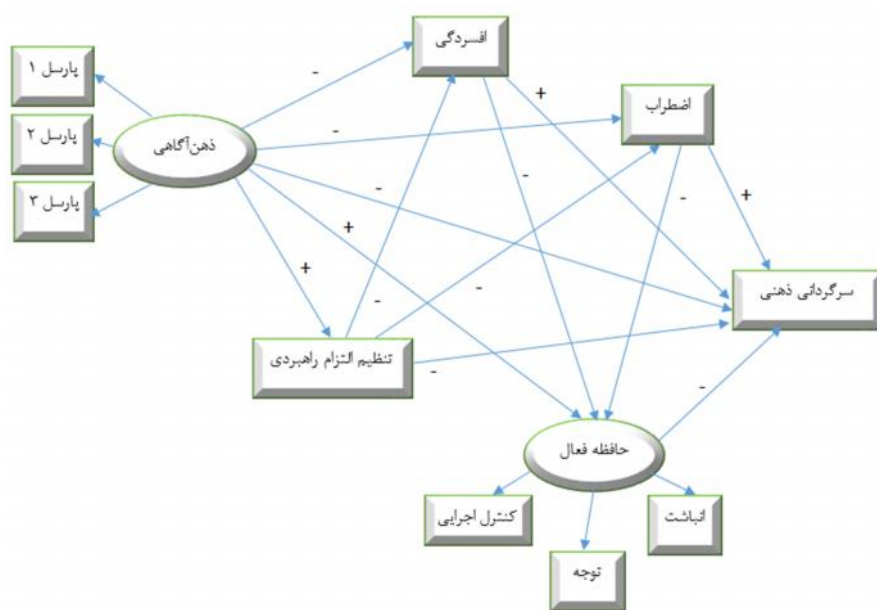 افسردگی
پارسل ۱
اضطراب
پارسل ۲
ذهن‌آگاهی
پارسل ۳
سرگردانی ذهنی
تنظیم التزام راهبردی
حافظه فعال
کنترل اجرایی
انباشت
توجه
-
+
-
-
-
-
+
+
+
-
-
-
-